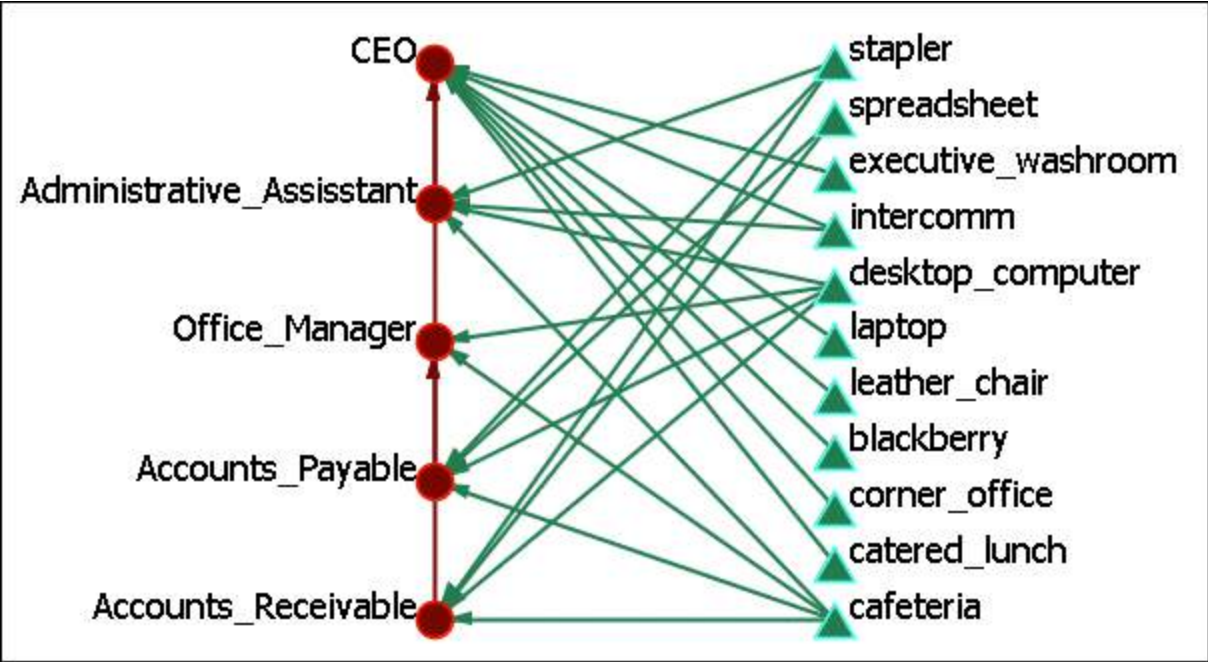 CEO
Administrative_Assisstant
Office_Manager
Accounts_Payable
Accounts_Receivable
stapler
spreadsheet
executive_washroom
intercomm
desktop_computer
laptop
leather_chair
blackberry
corner_office
catered_lunch
cafeteria